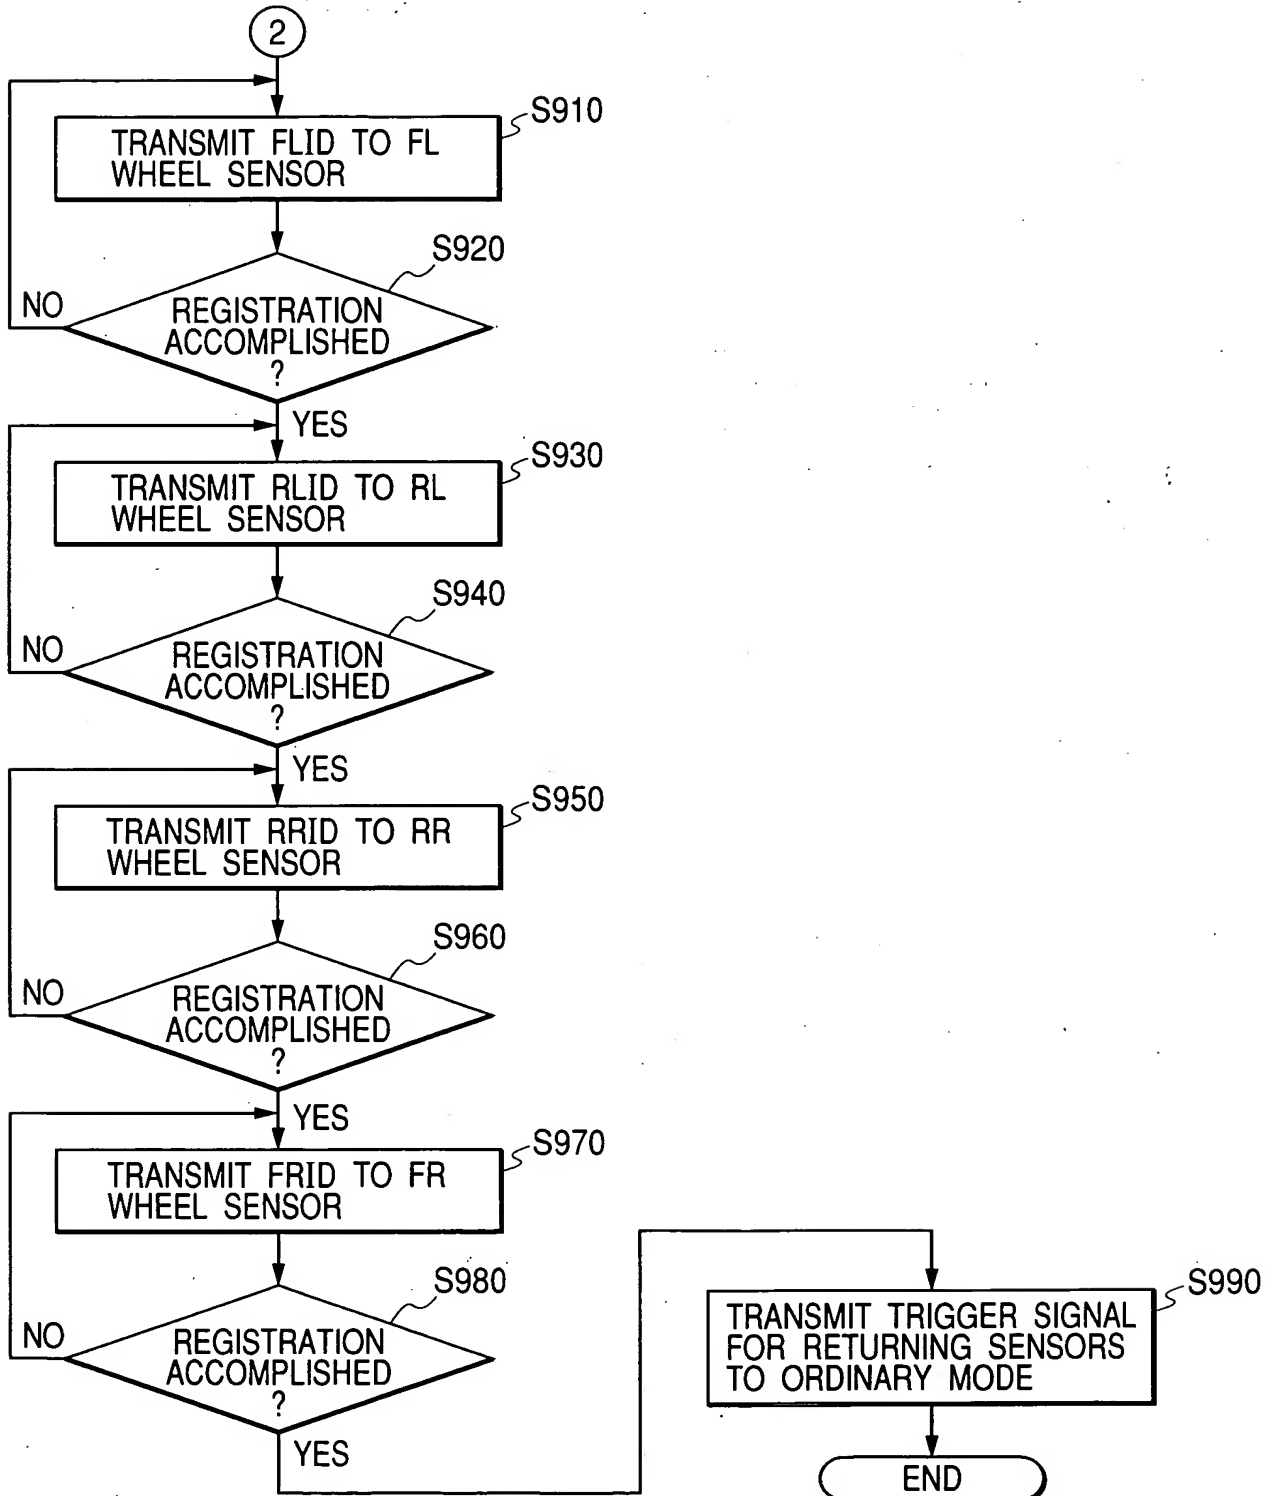 2
S910
TRANSMIT FLID TO FL
WHEEL SENSOR
S920
NO
REGISTRATION
ACCOMPLISHED
?
YES
S930
TRANSMIT RLID TO RL
WHEEL SENSOR
S940
NO
REGISTRATION
ACCOMPLISHED
?
YES
S950
TRANSMIT RRID TO RR
WHEEL SENSOR
S960
NO
REGISTRATION
ACCOMPLISHED
?
YES
S970
TRANSMIT FRID TO FR
WHEEL SENSOR
S980
NO
REGISTRATION
ACCOMPLISHED
?
YES
S990
TRANSMIT TRIGGER SIGNAL
FOR RETURNING SENSORS
TO ORDINARY MODE
END